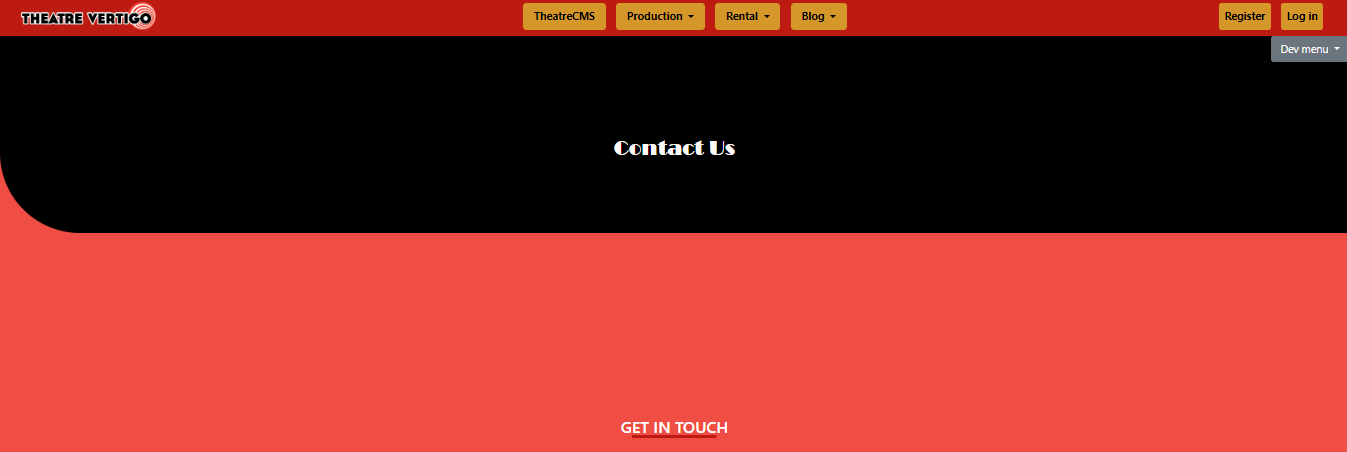 THEATRE VERTIGO TheatreCMS Production Rental Blog Register Log in
Dev menu
Contact Us
GET IN TOUCH